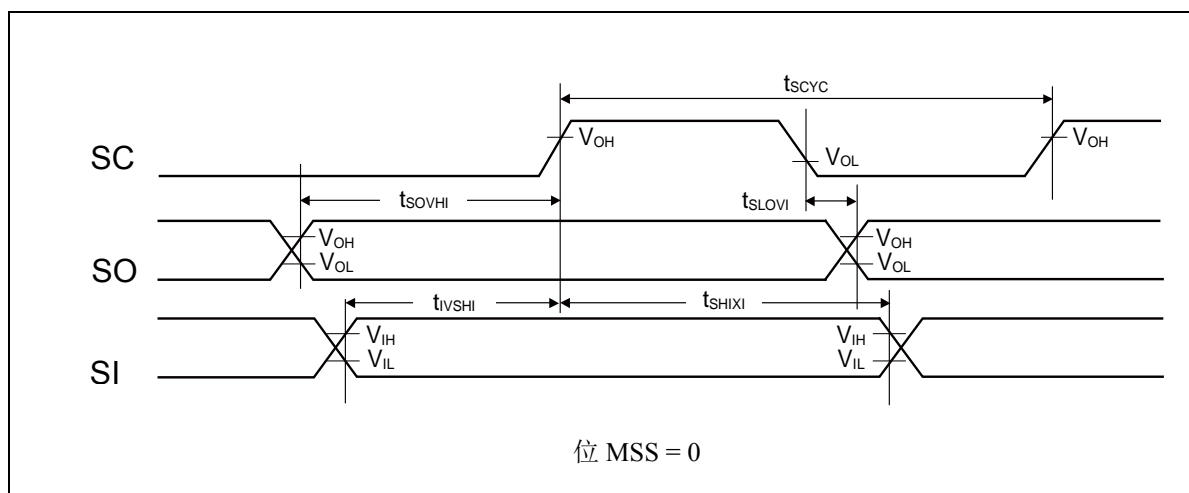 tSCYC
SC
VOH
VOL
VOH
tSOVHI
tSLOVI
SO
VOH
VOL
VOH
VOL
tIVSHI
tSHIXI
SI
VIH
VIL
VIH
VIL
位 MSS = 0